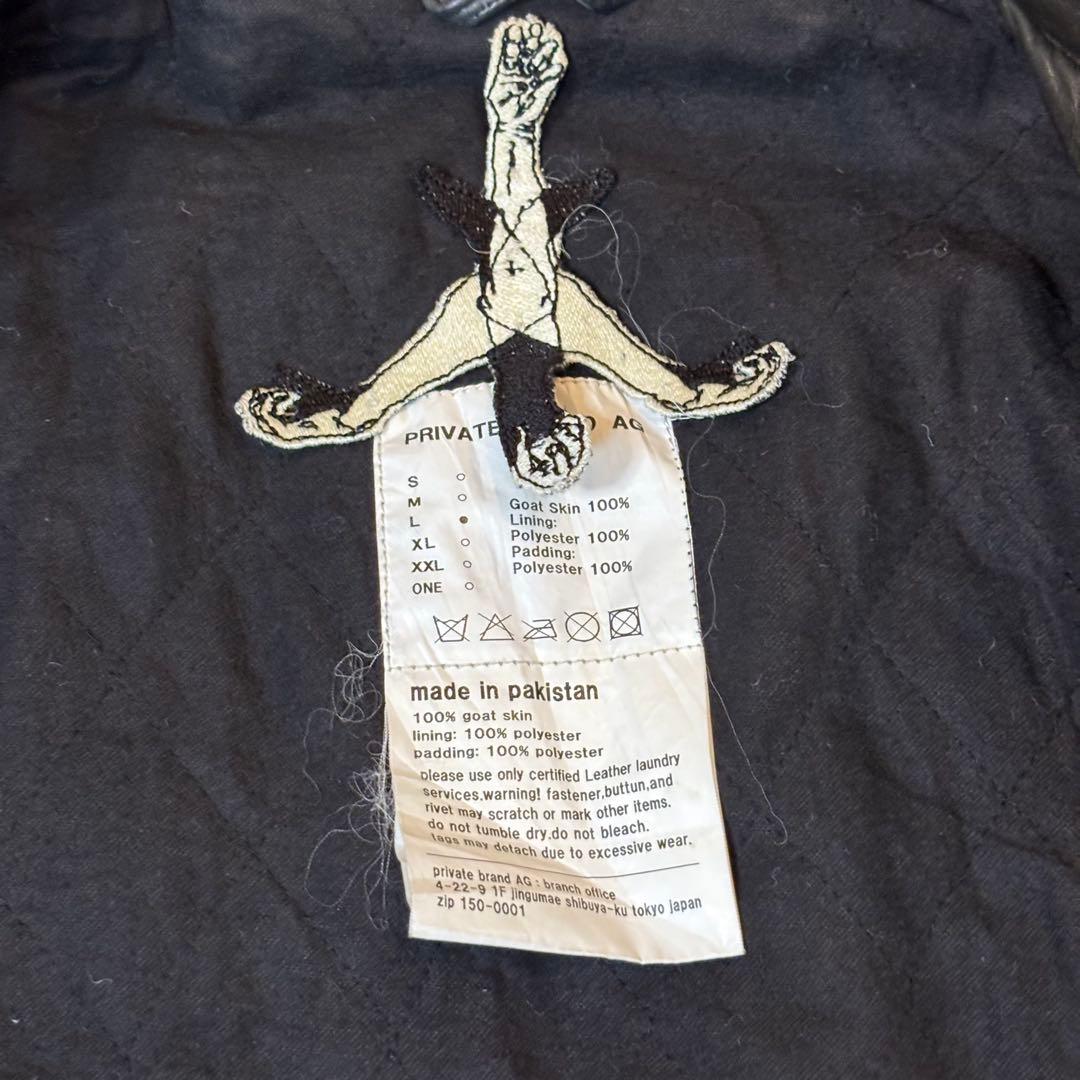 PRIVATE AG
S
M
L
XL
XXL
ONE
Goat Skin 100%
Lining:
Polyester 100%
Padding:
Polyester 100%
made in pakistan
100% goat skin
lining: 100% polyester
padding: 100% polyester
please use only certified Leather laundry
services.warning! fastener,buttun,and
rivet may scratch or mark other items.
do not tumble dry.do not bleach.
tags may detach due to excessive wear.
private brand AG : branch office
4-22-9 1F jingumae shibuya-ku tokyo japan
zip 150-0001